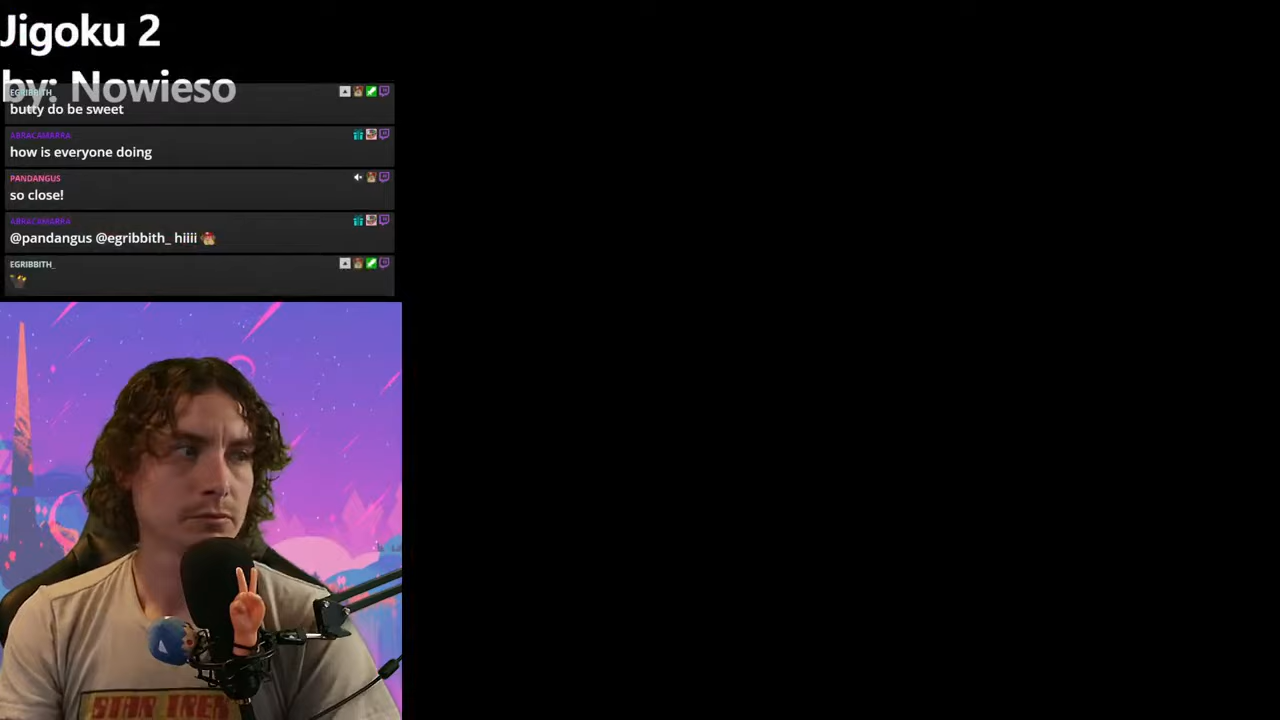 Jigoku 2
by: Nowieso
EGRIBBITH_
butty do be sweet
ABRACAMARRA
how is everyone doing
PANDANGUS
so close!
ABRACAMARRA
@pandangus @egribbith_ hiiii
EGRIBBITH_
STAR TREK